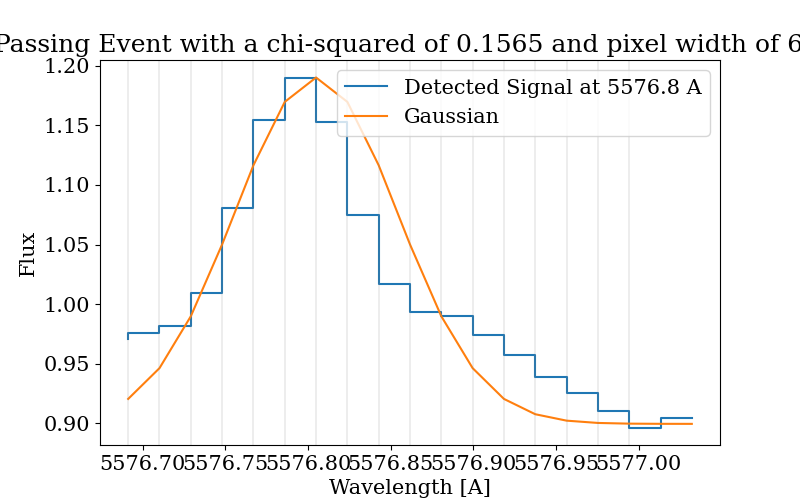 Passing Event with a chi-squared of 0.1565 and pixel width of 6
Detected Signal at 5576.8 A
Gaussian
Flux
1.20
1.15
1.10
1.05
1.00
0.95
0.90
5576.70 5576.75 5576.80 5576.85 5576.90 5576.95 5577.00
Wavelength [A]